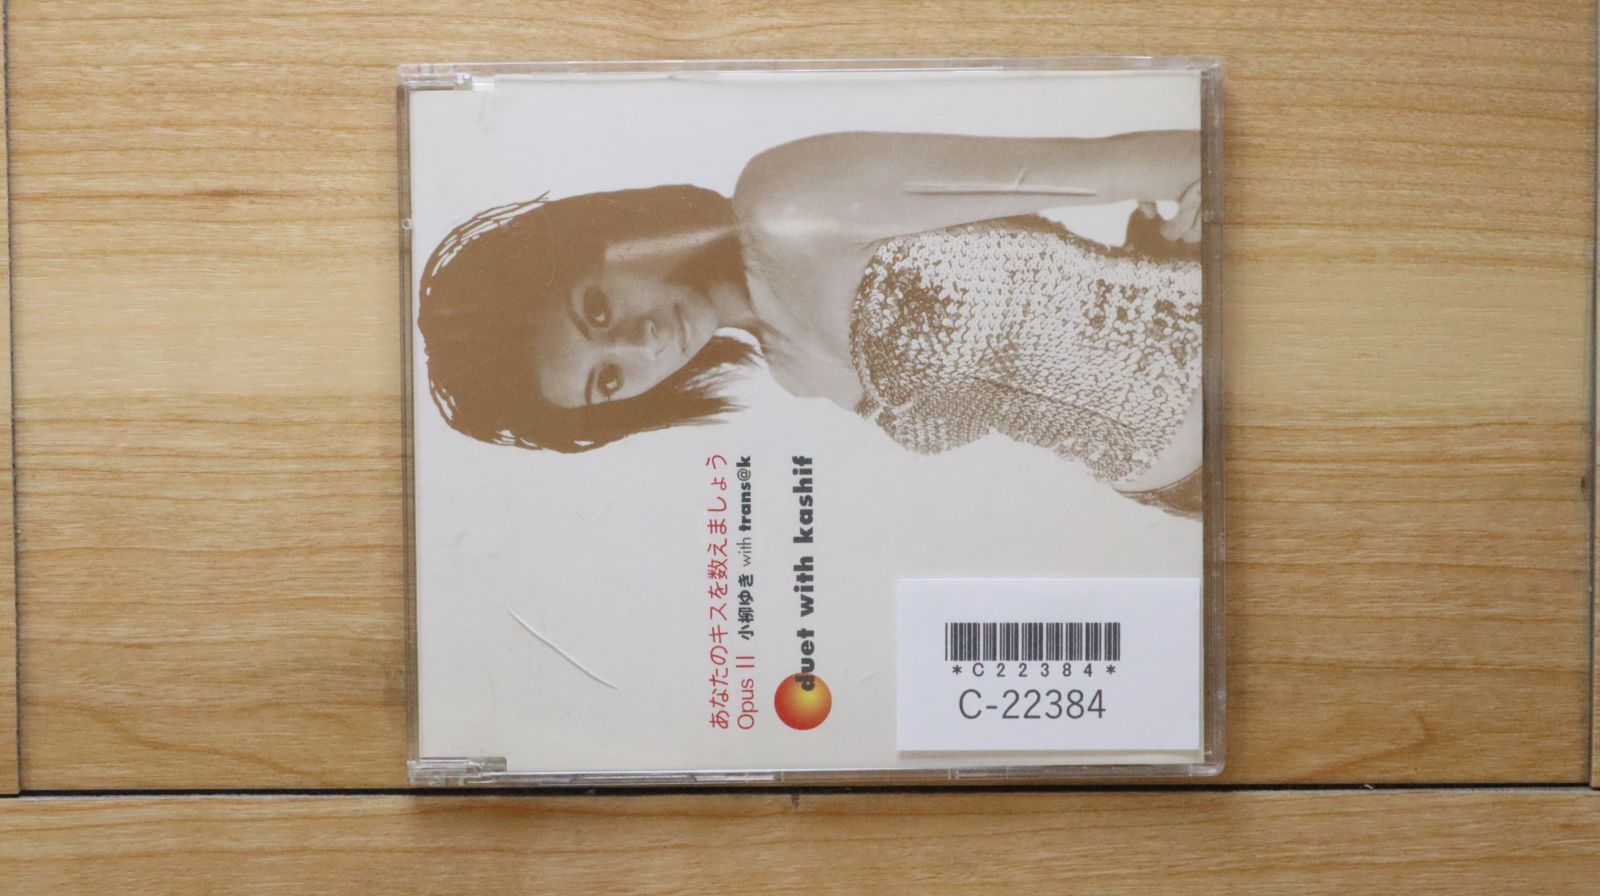 あなたのキスを数えましょう
Opus II 小柳ゆき with trans@k
duet with kashif
*C22384*
C-22384